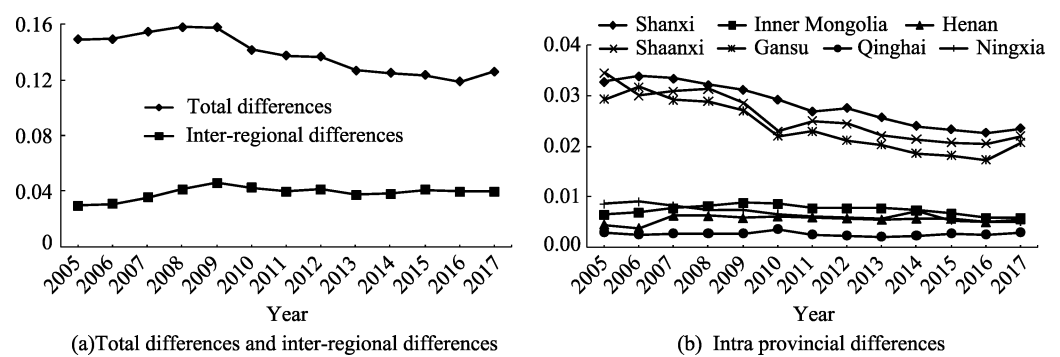 0.16
0.12
0.08
0.04
0
Total differences
Inter-regional differences
2005 2006 2007 2008 2009 2010 2011 2012 2013 2014 2015 2016 2017
Year
(a)Total differences and inter-regional differences
Shanxi Inner Mongolia Henan
Shaanxi Gansu Qinghai Ningxia
0.04
0.03
0.02
0.01
0.00
2005 2006 2007 2008 2009 2010 2011 2012 2013 2014 2015 2016 2017
Year
(b) Intra provincial differences